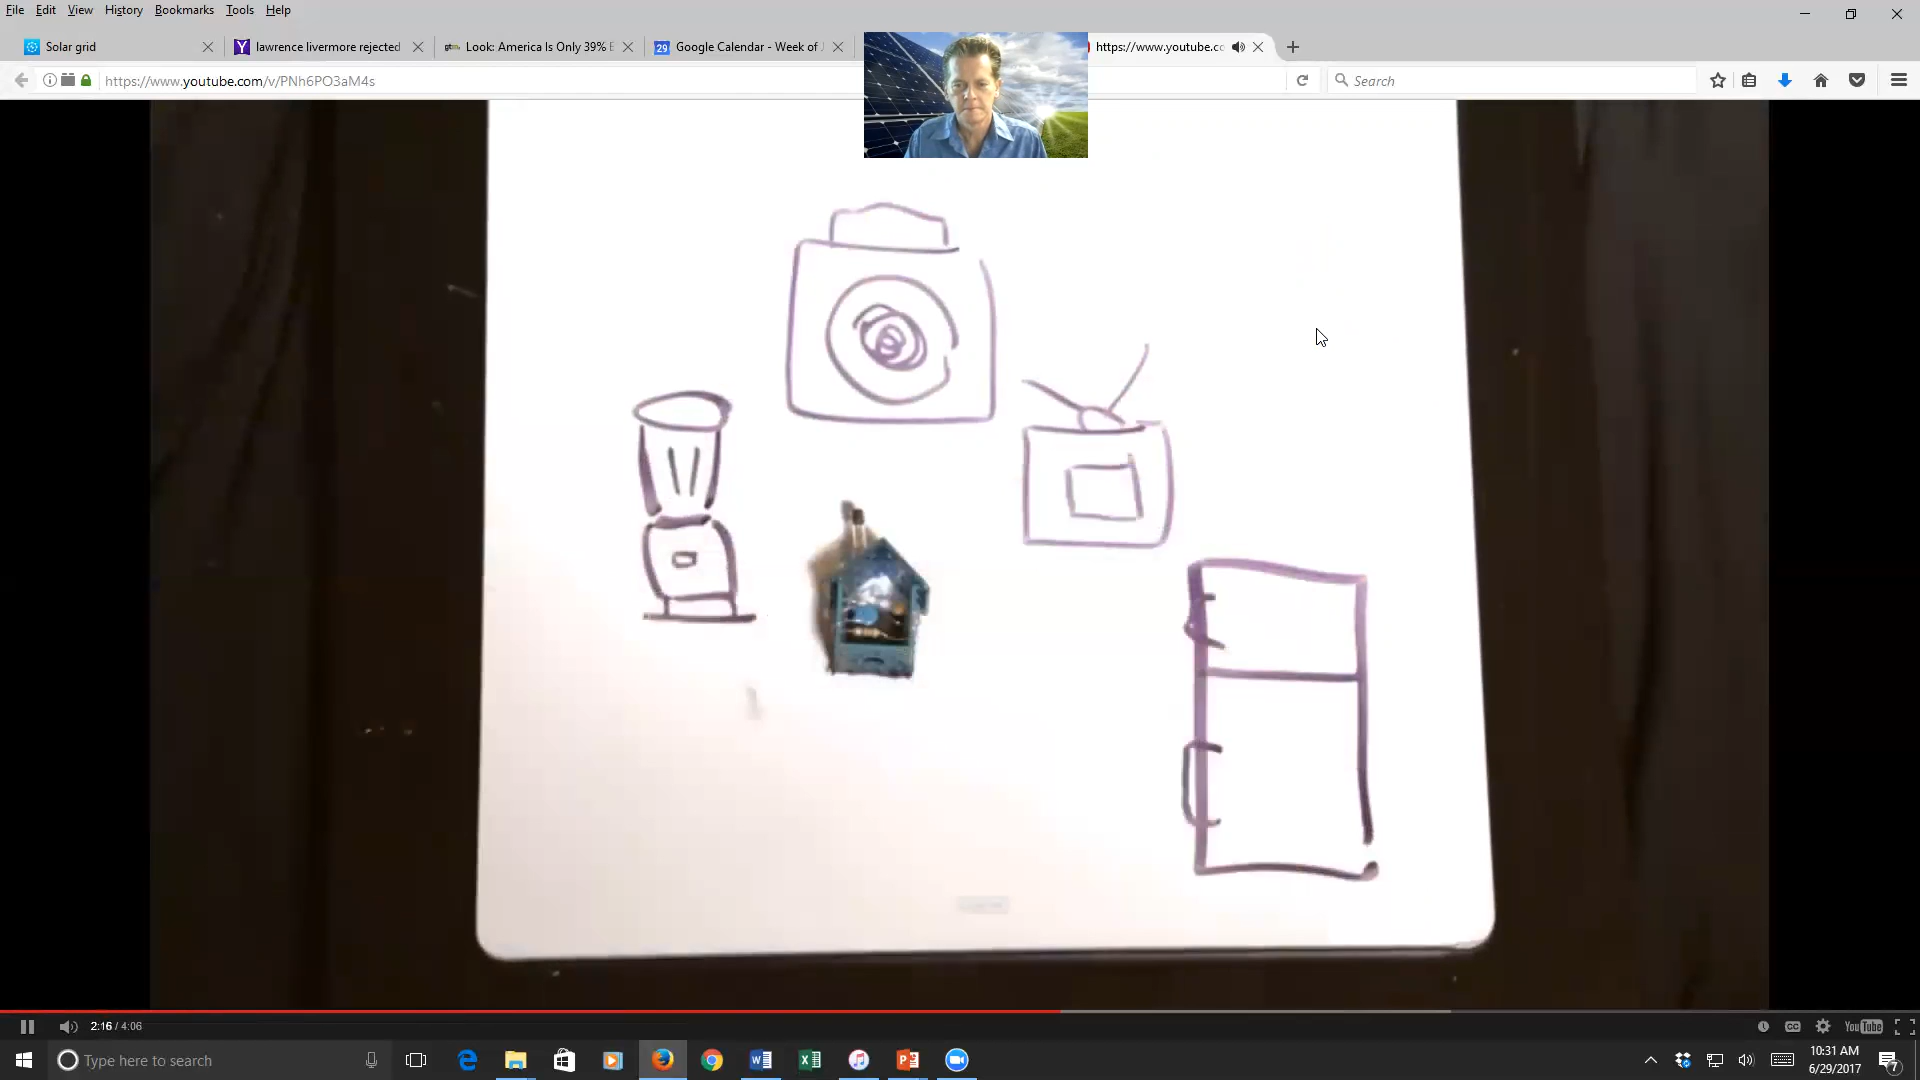 File Edit View History Bookmarks Tools Help
Solar grid
lawrence livermore rejected
Look: America Is Only 39% E
Google Calendar - Week of J
https://www.youtube.co
https://www.youtube.com/v/PNh6PO3aM4s
Search
2:16 / 4:06
CC
YouTube
Type here to search
10:31 AM
6/29/2017